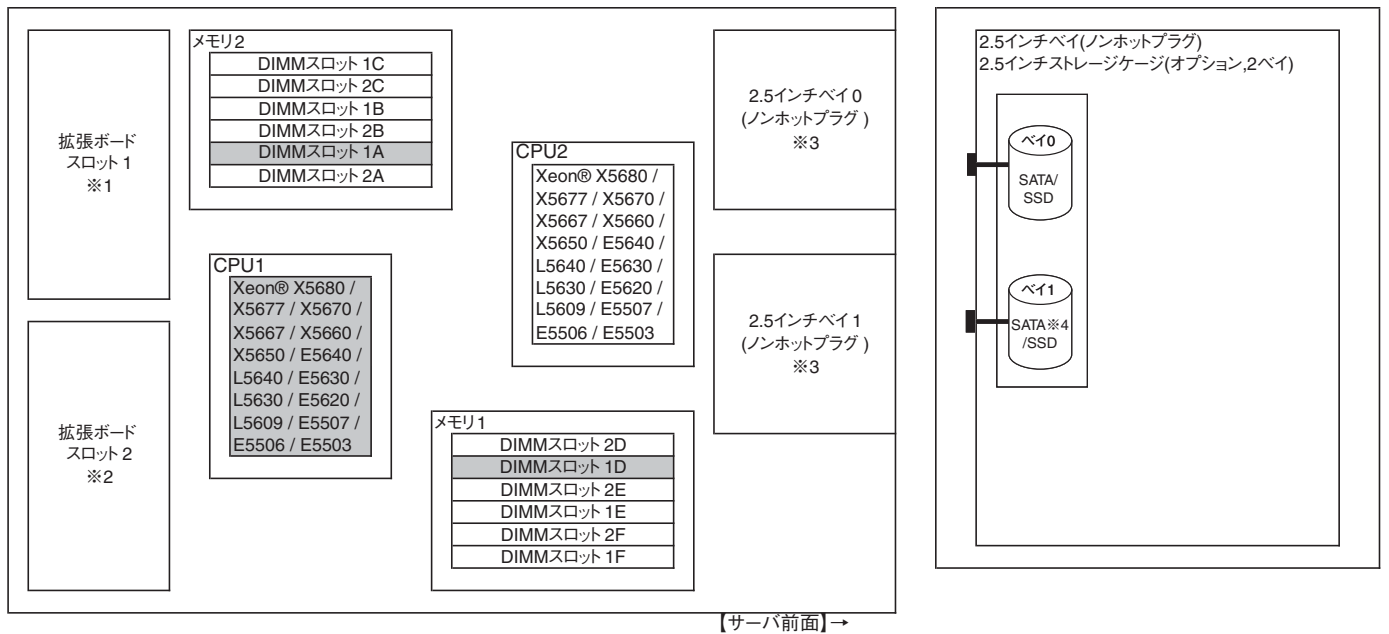 拡張ボード
スロット 1
※1
拡張ボード
スロット 2
※2
メモリ2
DIMMスロット 1C
DIMMスロット 2C
DIMMスロット 1B
DIMMスロット 2B
DIMMスロット 1A
DIMMスロット 2A
CPU1
Xeon® X5680 /
X5677 / X5670 /
X5667 / X5660 /
X5650 / E5640 /
L5640 / E5630 /
L5630 / E5620 /
L5609 / E5507 /
E5506 / E5503
CPU2
Xeon® X5680 /
X5677 / X5670 /
X5667 / X5660 /
X5650 / E5640 /
L5640 / E5630 /
L5630 / E5620 /
L5609 / E5507 /
E5506 / E5503
メモリ1
DIMMスロット 2D
DIMMスロット 1D
DIMMスロット 2E
DIMMスロット 1E
DIMMスロット 2F
DIMMスロット 1F
2.5インチベイ0
(ノンホットプラグ )
※3
2.5インチベイ1
(ノンホットプラグ )
※3
【サーバ前面】→
2.5インチベイ(ノンホットプラグ)
2.5インチストレージケージ(オプション,2ベイ)
ベイ0
SATA/
SSD
ベイ1
SATA※4
/SSD